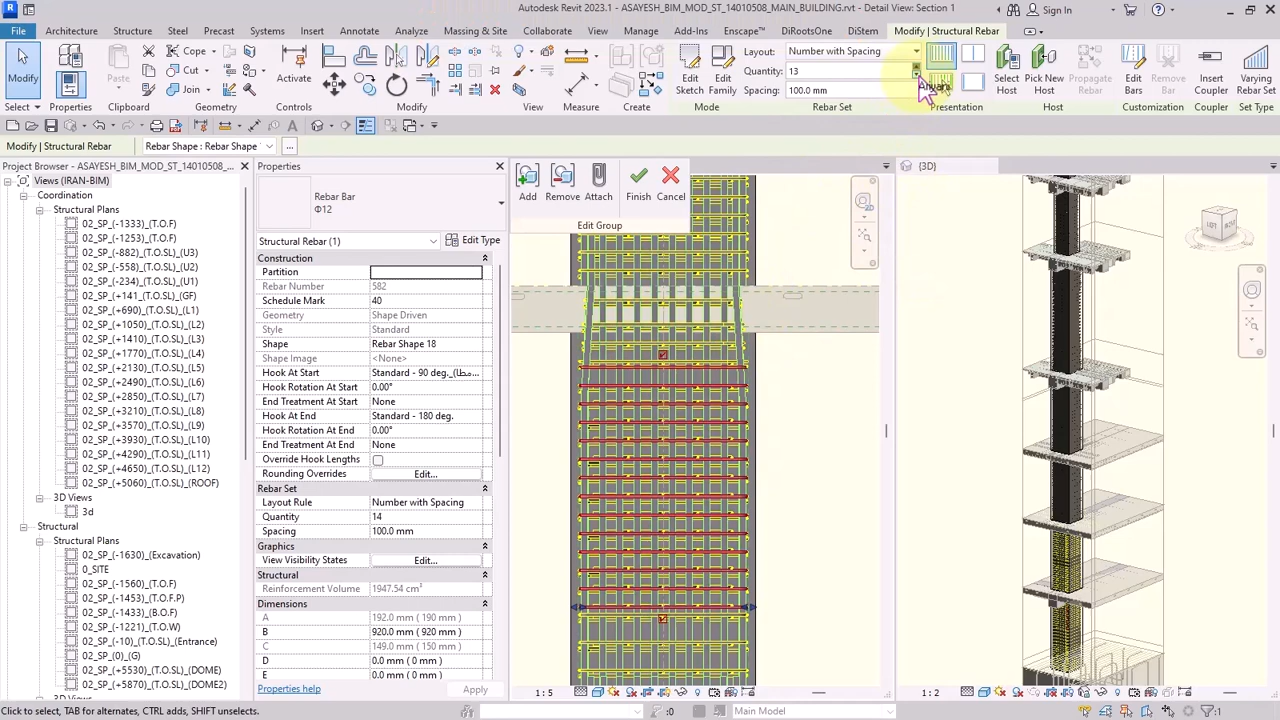 Autodesk Revit 2023.1 - ASAYESH_BIM_MOD_ST_14010508_MAIN_BUILDING.rvt - Detail View: Section 1
Sign In
File Architecture Structure Steel Precast Systems Insert Annotate Analyze Massing & Site Collaborate View Manage Add-Ins Enscape™ DiRootsOne DiStem Modify | Structural Rebar
Modify
Properties
Paste
Cope
Cut
Join
Activate
Edit Sketch
Edit Family
Layout: Number with Spacing
Quantity: 13
Spacing: 100.0 mm
Select Host
Pick New Host
Propagate Rebar
Edit Bars
Remove Bar
Insert Coupler
Varying Rebar Set
Select Properties Clipboard Geometry Controls Modify View Measure Create Mode Rebar Set Presentation Host Customization Coupler Set Type
Modify | Structural Rebar
Rebar Shape : Rebar Shape
...
Project Browser - ASAYESH_BIM_MOD_ST_14010508_...
Views (IRAN-BIM)
Coordination
Structural Plans
02_SP_(-1333)_(T.O.F)
02_SP_(-1253)_(T.O.F)
02_SP_(-882)_(T.O.SL)_(U3)
02_SP_(-558)_(T.O.SL)_(U2)
02_SP_(-234)_(T.O.SL)_(U1)
02_SP_(+141_(T.O.SL)_(GF)
02_SP_(+690)_(T.O.SL)_(L1)
02_SP_(+1050)_(T.O.SL)_(L2)
02_SP_(+1410)_(T.O.SL)_(L3)
02_SP_(+1770)_(T.O.SL)_(L4)
02_SP_(+2130)_(T.O.SL)_(L5)
02_SP_(+2490)_(T.O.SL)_(L6)
02_SP_(+2850)_(T.O.SL)_(L7)
02_SP_(+3210)_(T.O.SL)_(L8)
02_SP_(+3570)_(T.O.SL)_(L9)
02_SP_(+3930)_(T.O.SL)_(L10)
02_SP_(+4290)_(T.O.SL)_(L11)
02_SP_(+4650)_(T.O.SL)_(L12)
02_SP_(+5060)_(T.O.SL)_(ROOF)
3D Views
3d
Structural
Structural Plans
02_SP_(-1630)_(Excavation)
0_SITE
02_SP_(-1560)_(T.O.F)
02_SP_(-1573)_(T.O.F.P)
02_SP_(-1433)_(B.O.F)
02_SP_(-1221)_(T.O.W)
02_SP_(-10)_(T.O.SL)_(Entrance)
02_SP_(0)_(G)
02_SP_(+5530)_(T.O.SL)_(DOME)
02_SP_(+5870)_(T.O.SL)_(DOME2)
Properties
Rebar Bar
Φ12
Structural Rebar (1)
Edit Type
Construction
Partition
Rebar Number 582
Schedule Mark 40
Geometry Shape Driven
Style Standard
Shape Rebar Shape 18
Shape Image <None>
Hook At Start Standard - 90 deg.
Hook Rotation At Start 0.00°
End Treatment At Start None
Hook At End Standard - 180 deg.
Hook Rotation At End 0.00°
End Treatment At End None
Override Hook Lengths
Rounding Overrides Edit...
Rebar Set
Layout Rule Number with Spacing
Quantity 14
Spacing 100.0 mm
Graphics
View Visibility States Edit...
Structural
Reinforcement Volume 1947.54 cm³
Dimensions
A 192.0 mm ( 190 mm )
B 920.0 mm ( 920 mm )
C 149.0 mm ( 150 mm )
D 0.0 mm ( 0 mm )
E 0.0 mm ( 0 mm )
Properties help
Apply
Add Remove Attach Finish Cancel
Edit Group
{3D}
1 : 5
1 : 2
Click to select, TAB for alternates, CTRL adds, SHIFT unselects.
:0
Main Model
:1